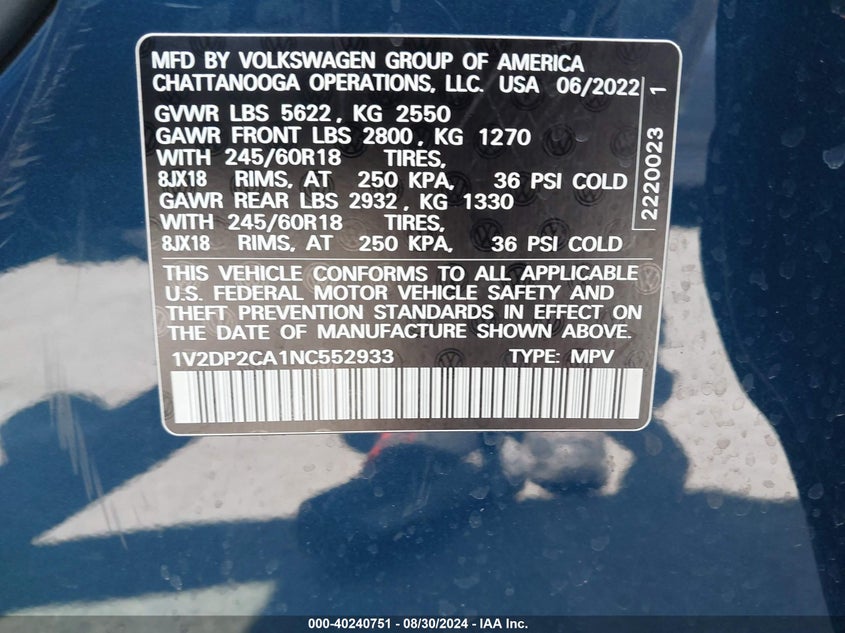 MFD BY VOLKSWAGEN GROUP OF AMERICA
CHATTANOOGA OPERATIONS, LLC. USA 06/2022
GVWR LBS 5622, KG 2550
GAWR FRONT LBS 2800, KG 1270
WITH 245/60R18 TIRES,
8JX18 RIMS, AT 250 KPA, 36 PSI COLD
GAWR REAR LBS 2932, KG 1330
WITH 245/60R18 TIRES,
8JX18 RIMS, AT 250 KPA, 36 PSI COLD
2220023 1
THIS VEHICLE CONFORMS TO ALL APPLICABLE
U.S. FEDERAL MOTOR VEHICLE SAFETY AND
THEFT PREVENTION STANDARDS IN EFFECT ON
THE DATE OF MANUFACTURE SHOWN ABOVE.
1V2DP2CA1NC552933 TYPE: MPV
000-40240751 - 08/30/2024 - IAA Inc.